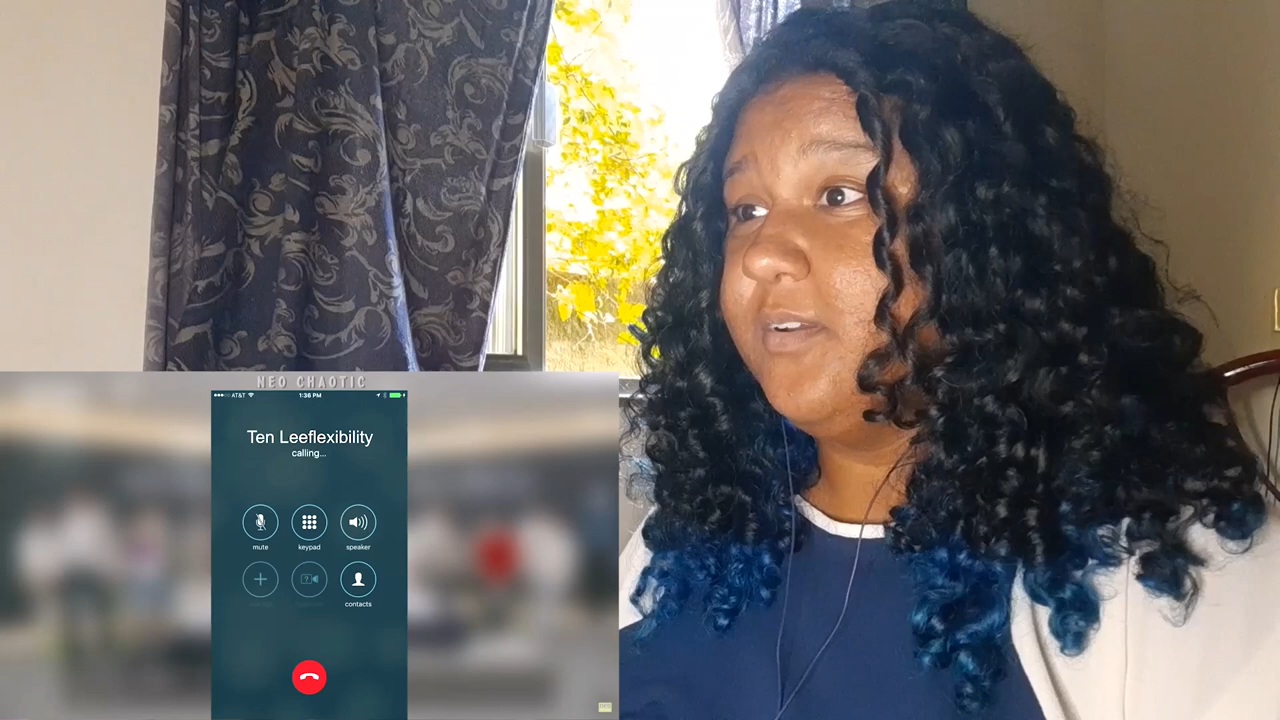 NEO CHAOTIC
AT&T 1:36 PM
Ten Leeflexibility
calling...
mute keypad speaker
contacts